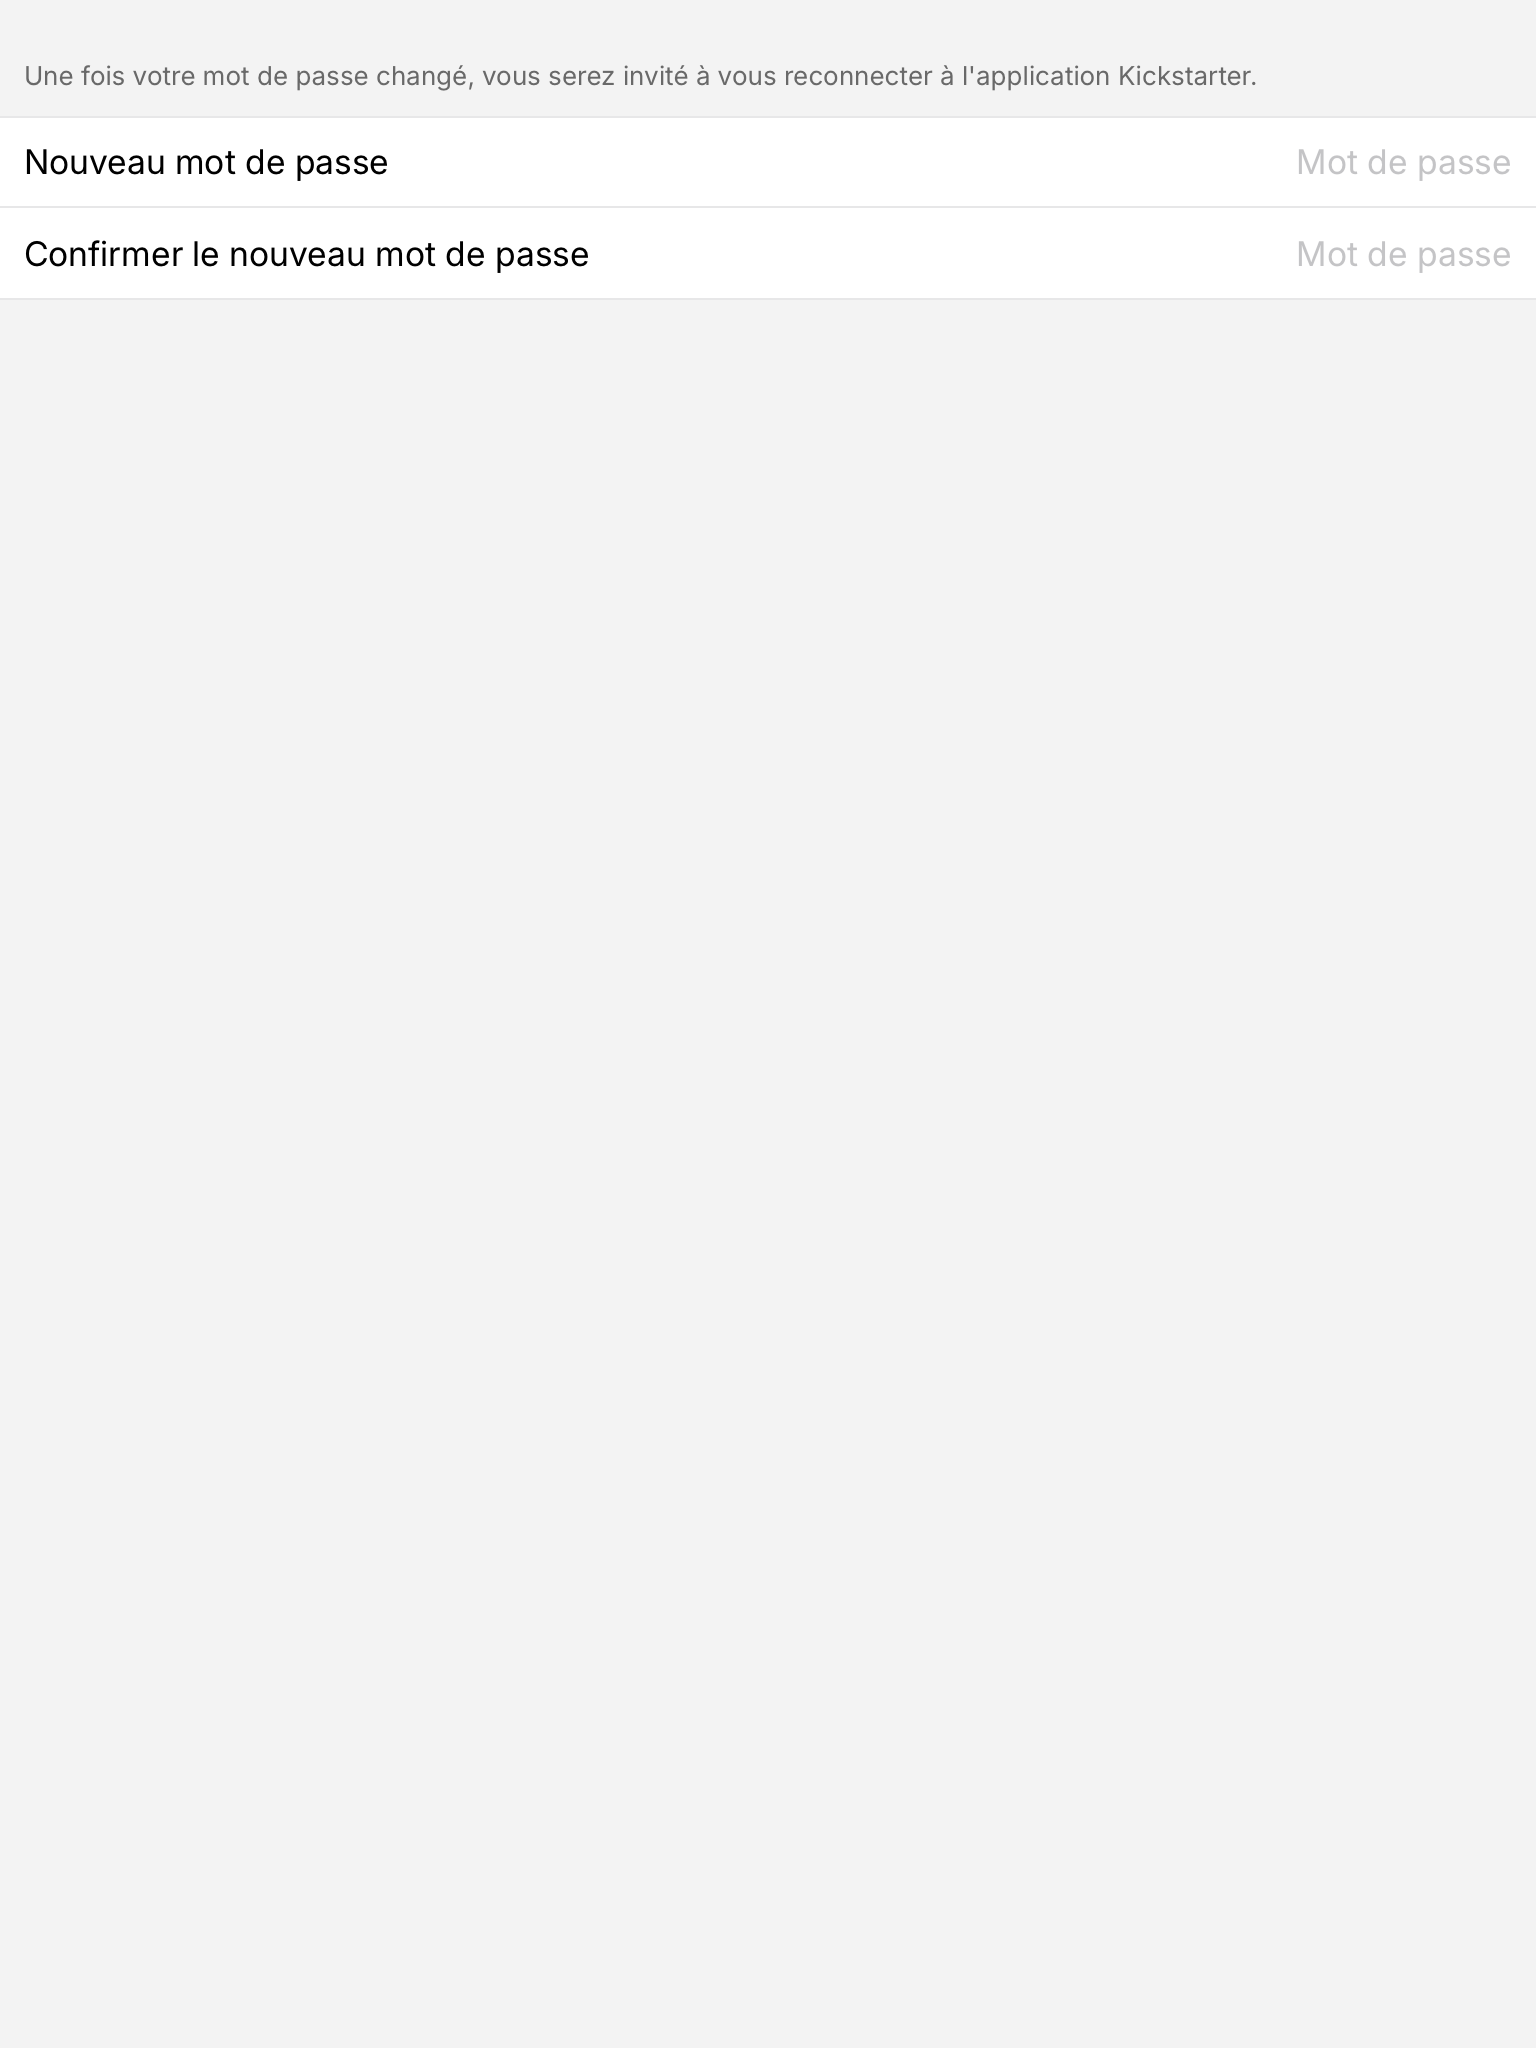 Une fois votre mot de passe changé, vous serez invité à vous reconnecter à l'application Kickstarter.
Nouveau mot de passe Mot de passe
Confirmer le nouveau mot de passe Mot de passe